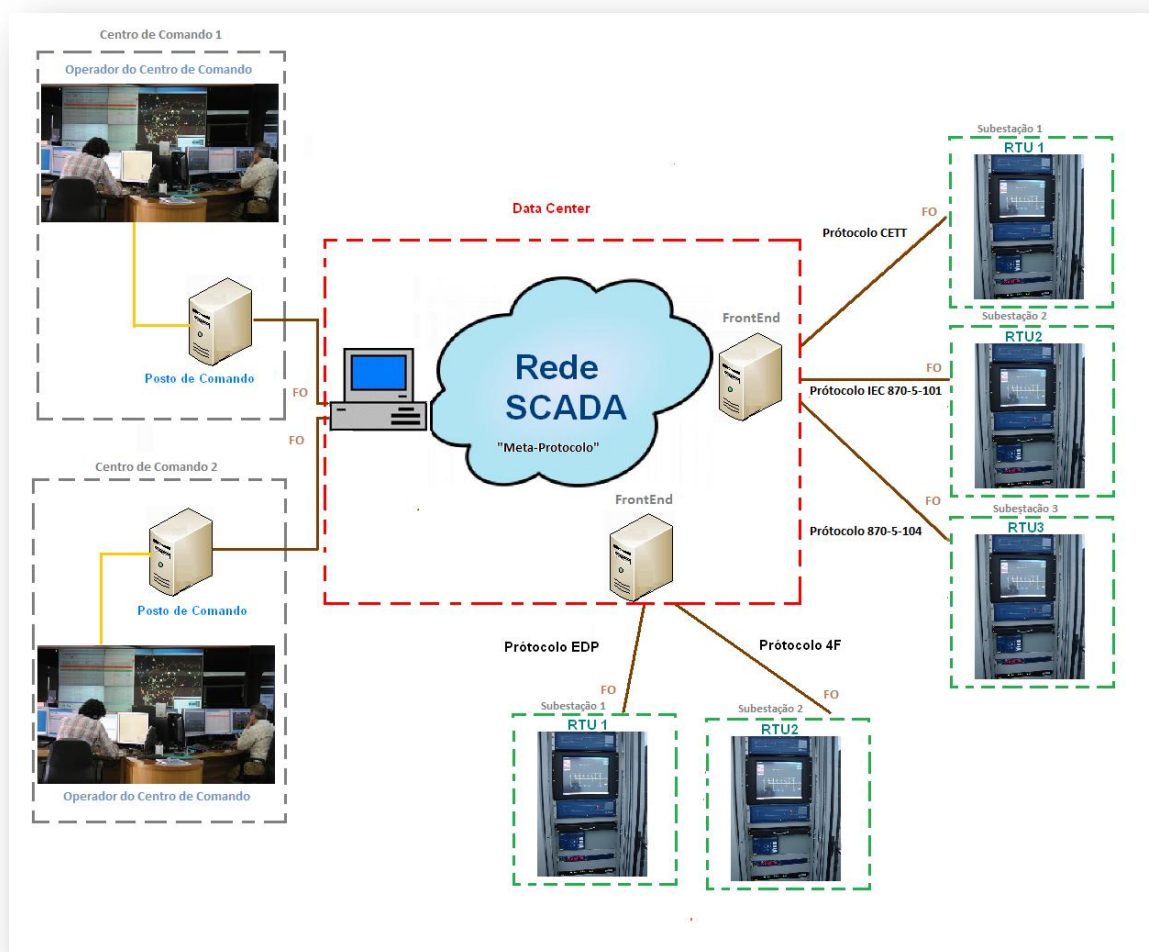 Centro de Comando 1
Operador do Centro de Comando
Posto de Comando
FO
FO
Centro de Comando 2
Posto de Comando
Operador do Centro de Comando
Data Center
Rede
SCADA
"Meta-Protocolo"
FrontEnd
FrontEnd
Prótocolo CETT
FO
Subestação 1
RTU 1
Subestação 2
RTU2
FO
Prótocolo IEC 870-5-101
FO
Prótocolo 870-5-104
Subestação 3
RTU3
Prótocolo EDP
FO
Prótocolo 4F
FO
Subestação 1
RTU 1
Subestação 2
RTU2